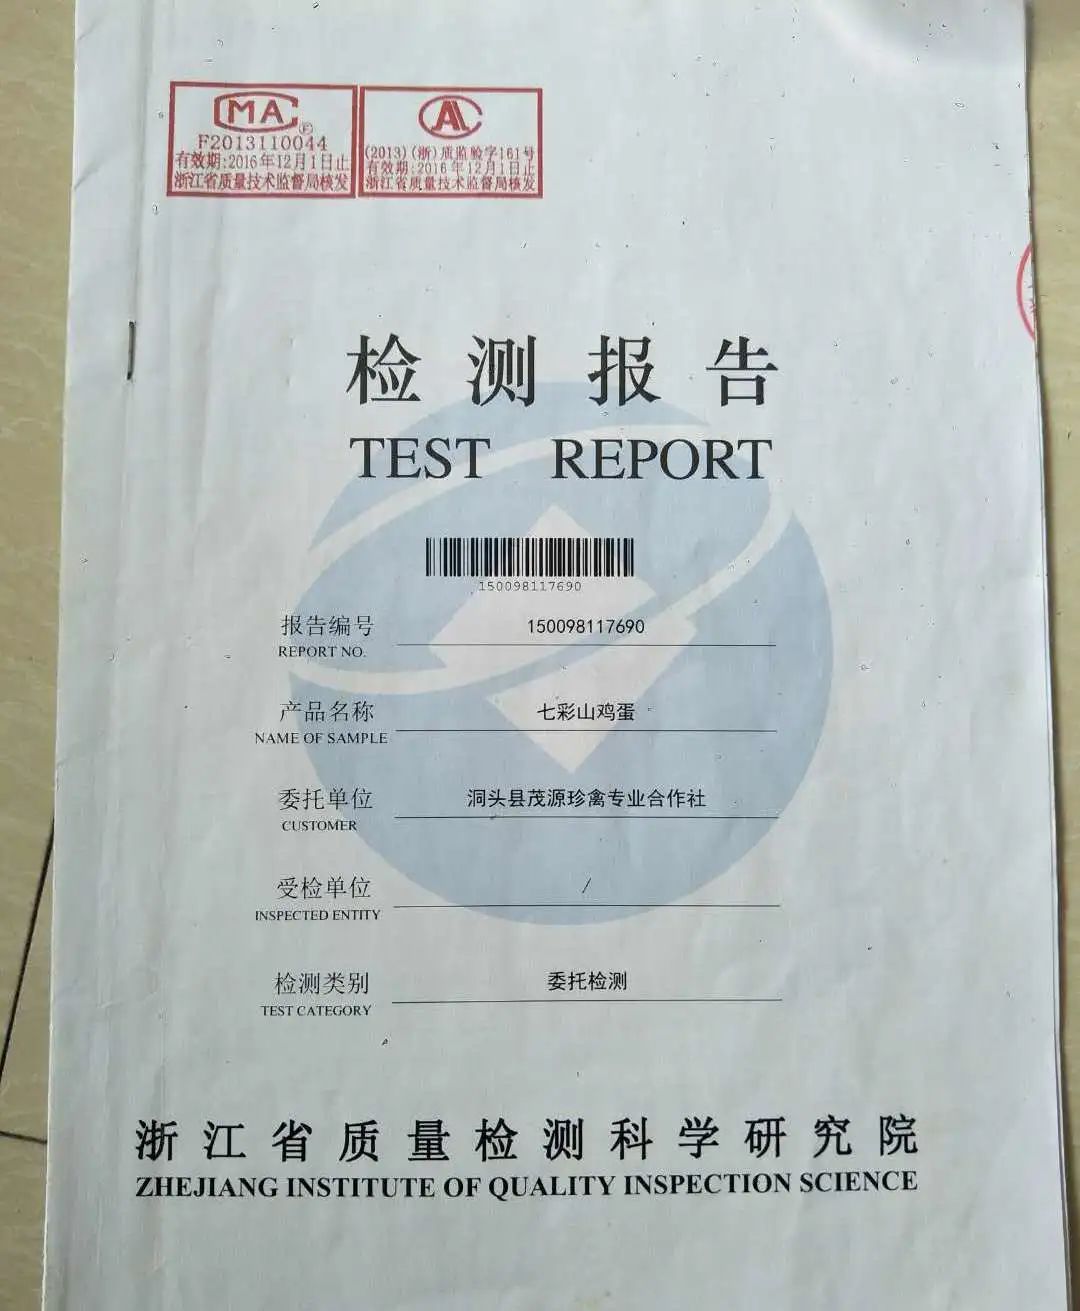 MA
F2013110044
有效期:2016年12月1日止
浙江省质量技术监督局核发
AL
(2013)(浙)质监验字161号
有效期:2016年12月1日止
浙江省质量技术监督局核发
检测报告
TEST REPORT
150098117690
报告编号 150098117690
REPORT NO.
产品名称 七彩山鸡蛋
NAME OF SAMPLE
委托单位 洞头县茂源珍禽专业合作社
CUSTOMER
受检单位 /
INSPECTED ENTITY
检测类别 委托检测
TEST CATEGORY
浙江省质量检测科学研究院
ZHEJIANG INSTITUTE OF QUALITY INSPECTION SCIENCE